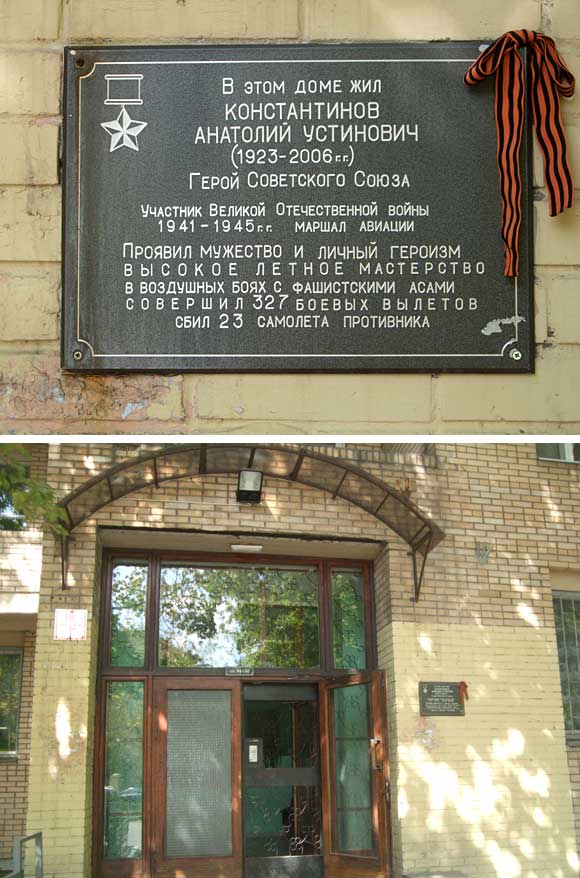 В ЭТОМ ДОМЕ ЖИЛ
КОНСТАНТИНОВ
АНАТОЛИЙ УСТИНОВИЧ
(1923-2006 г.г.)
ГЕРОЙ СОВЕТСКОГО СОЮЗА
УЧАСТНИК ВЕЛИКОЙ ОТЕЧЕСТВЕННОЙ ВОЙНЫ
1941-1945 г.г. МАРШАЛ АВИАЦИИ
ПРОЯВИЛ МУЖЕСТВО И ЛИЧНЫЙ ГЕРОИЗМ
ВЫСОКОЕ ЛЕТНОЕ МАСТЕРСТВО
В ВОЗДУШНЫХ БОЯХ С ФАШИСТСКИМИ АСАМИ
СОВЕРШИЛ 327 БОЕВЫХ ВЫЛЕТОВ
СБИЛ 23 САМОЛЕТА ПРОТИВНИКА